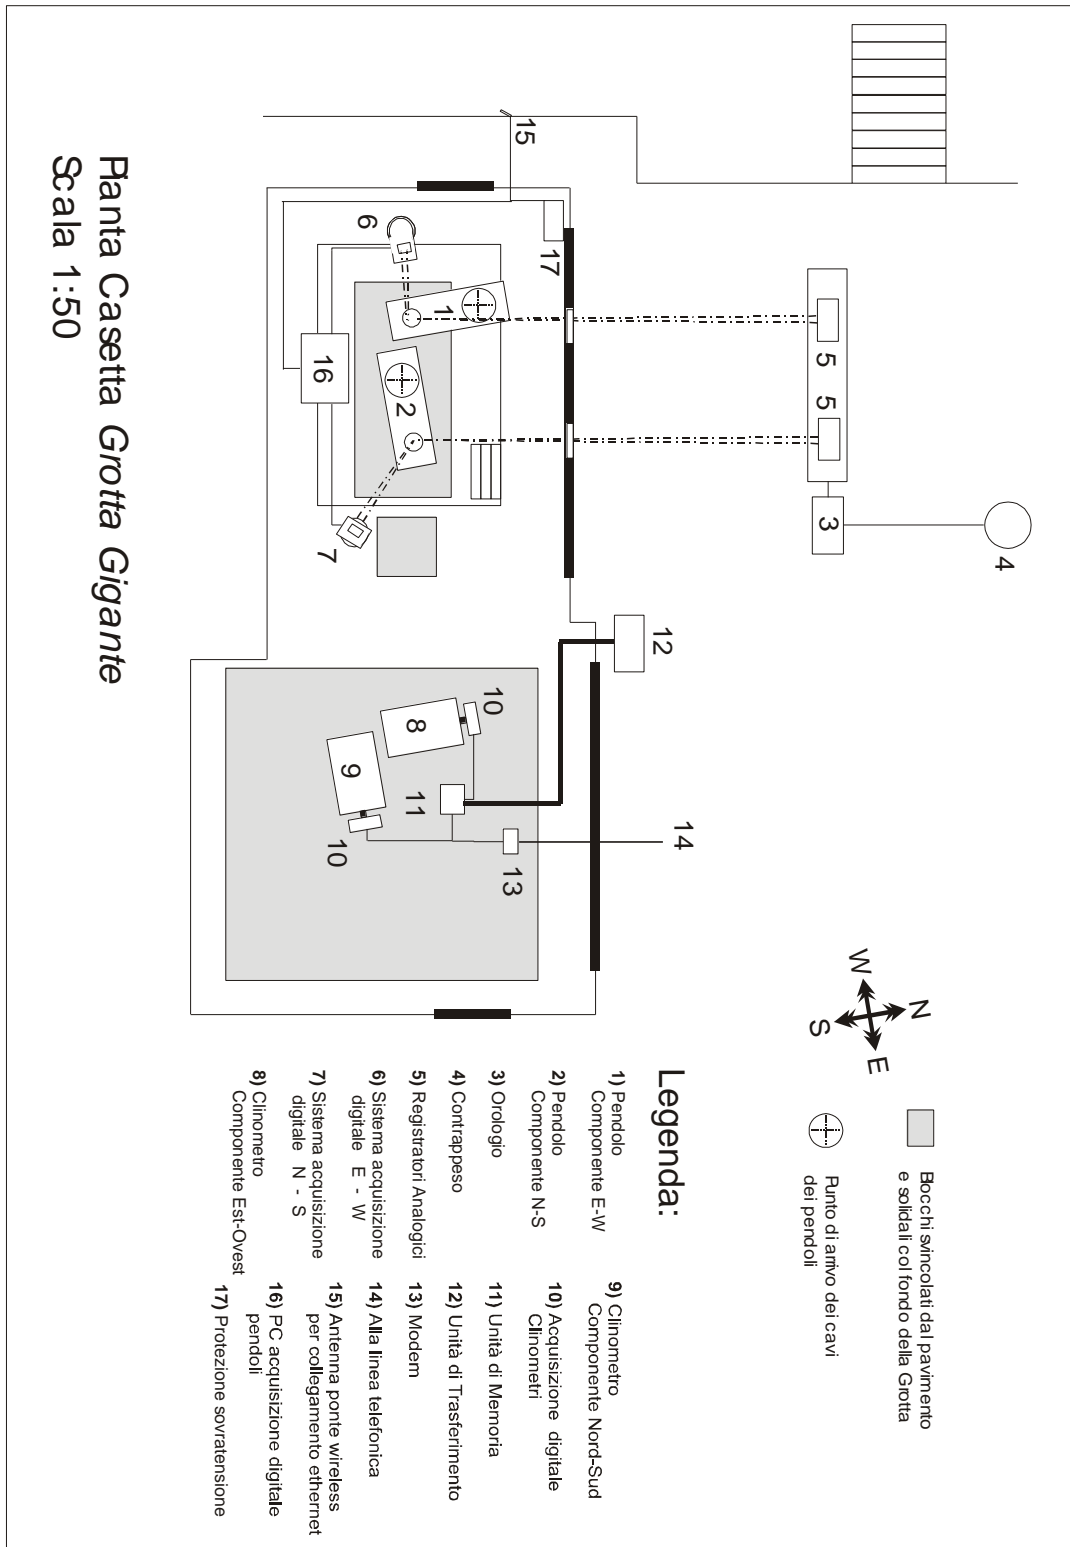 Pianta Casetta Grotta Gigante
Scala 1:50
15
6
17
1
16
2
7
5
5
3
4
12
10
8
9
11
10
13
14
N
W
E
S
Blocchi svincolati dal pavimento
e solidali col fondo della Grotta
Punto di arrivo dei cavi
dei pendoli
Legenda:
1) Pendolo
Componente E-W
2) Pendolo
Componente N-S
3) Orologio
4) Contrappeso
5) Registratori Analogici
6) Sistema acquisizione
digitale E - W
7) Sistema acquisizione
digitale N - S
8) Clinometro
Componente Est-Ovest
9) Clinometro
Componente Nord-Sud
10) Acquisizione digitale
Clinometri
11) Unità di Memoria
12) Unità di Trasferimento
13) Modem
14) Alla linea telefonica
15) Antenna ponte wireless
per collegamento ethernet
16) PC acquisizione digitale
pendoli
17) Protezione sovratensione